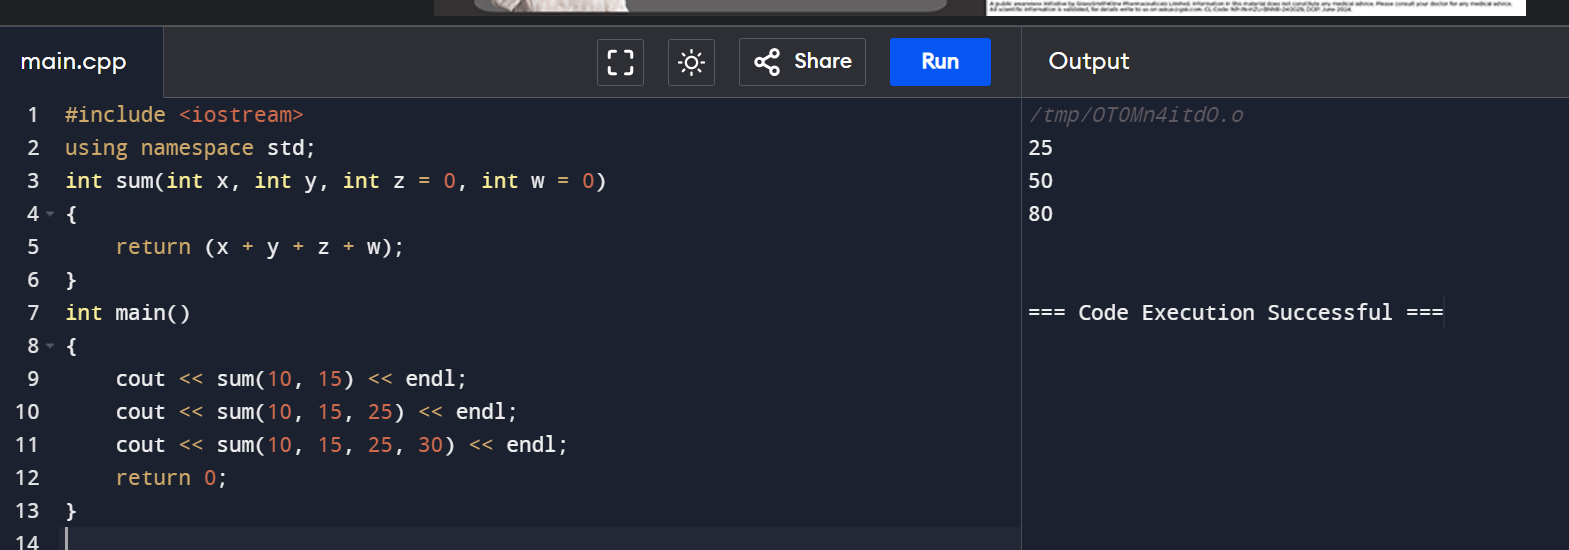 main.cpp
Share
Run
Output
1 #include <iostream>
2 using namespace std;
3 int sum(int x, int y, int z = 0, int w = 0)
4 {
5     return (x + y + z + w);
6 }
7 int main()
8 {
9     cout << sum(10, 15) << endl;
10     cout << sum(10, 15, 25) << endl;
11     cout << sum(10, 15, 25, 30) << endl;
12     return 0;
13 }
14
/tmp/OTOMn4itdO.o
25
50
80
=== Code Execution Successful ===